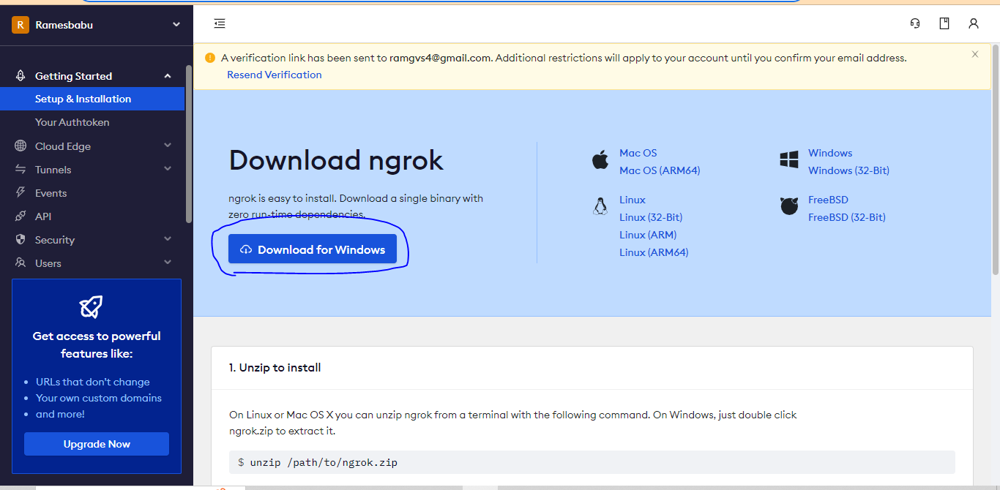 R Ramesbabu
Getting Started
Setup & Installation
Your Authtoken
Cloud Edge
Tunnels
Events
API
Security
Users
Get access to powerful
features like:
URLs that don't change
Your own custom domains
and more!
Upgrade Now
A verification link has been sent to ramgvs4@gmail.com. Additional restrictions will apply to your account until you confirm your email address.
Resend Verification
Download ngrok
ngrok is easy to install. Download a single binary with
zero run-time dependencies.
Download for Windows
Mac OS
Mac OS (ARM64)
Linux
Linux (32-Bit)
Linux (ARM)
Linux (ARM64)
Windows
Windows (32-Bit)
FreeBSD
FreeBSD (32-Bit)
1. Unzip to install
On Linux or Mac OS X you can unzip ngrok from a terminal with the following command. On Windows, just double click
ngrok.zip to extract it.
$ unzip /path/to/ngrok.zip